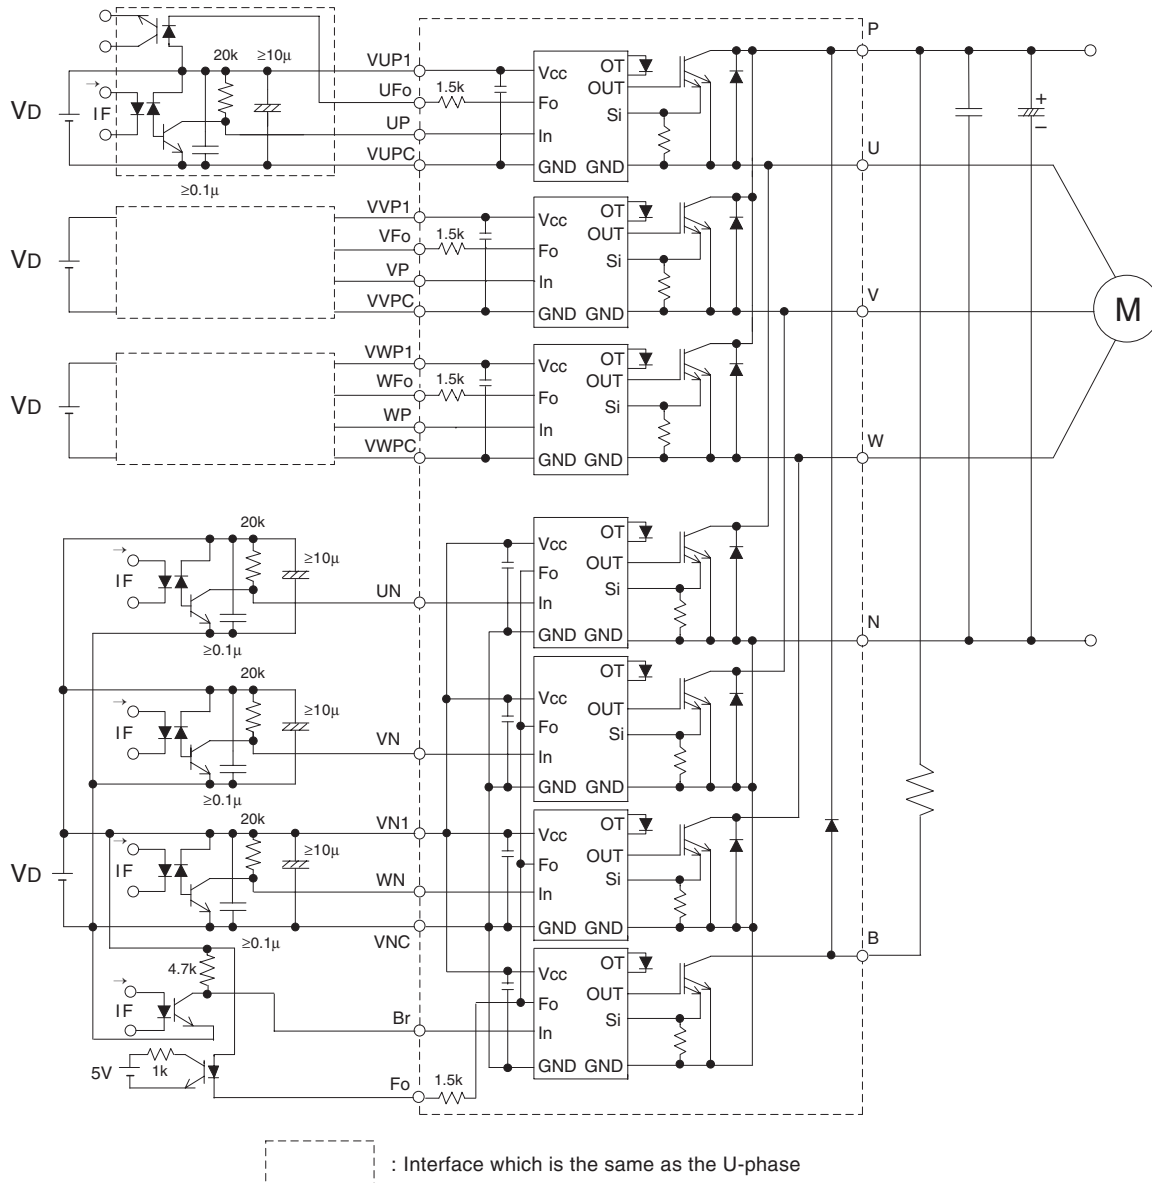 P
20k
≥10μ
VUP1
UFo
UP
VUPC
VD
IF
≥0.1μ
1.5k
Vcc
Fo
In
GND GND
OT
OUT
Si
+
−
U
VVP1
VFo
VP
VVPC
VD
1.5k
Vcc
Fo
In
GND GND
OT
OUT
Si
V
M
VWP1
WFo
WP
VWPC
VD
1.5k
Vcc
Fo
In
GND GND
OT
OUT
Si
W
20k
≥10μ
IF
UN
≥0.1μ
Vcc
Fo
In
GND GND
OT
OUT
Si
N
20k
≥10μ
IF
VN
≥0.1μ
Vcc
Fo
In
GND GND
OT
OUT
Si
20k
≥10μ
VN1
IF
WN
VD
VNC
≥0.1μ
Vcc
Fo
In
GND GND
OT
OUT
Si
B
4.7k
IF
Br
Vcc
Fo
In
GND GND
OT
OUT
Si
5V
1k
Fo
1.5k
: Interface which is the same as the U-phase